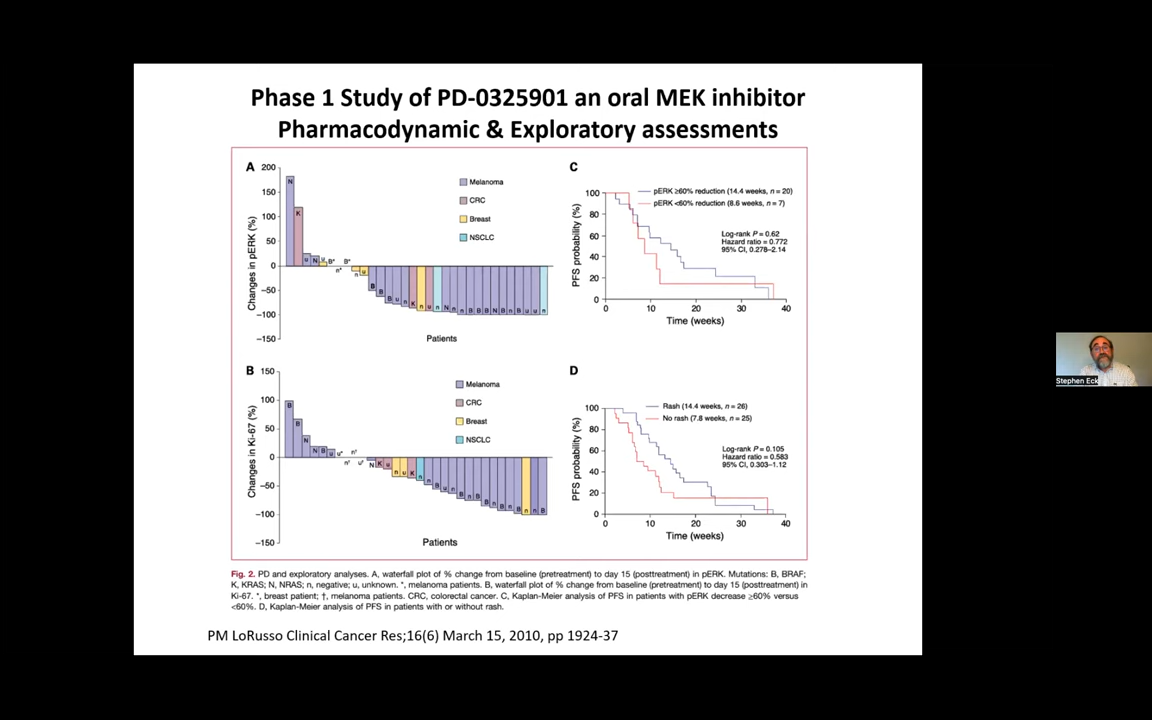 Phase 1 Study of PD-0325901 an oral MEK inhibitor
Pharmacodynamic & Exploratory assessments
A
Changes in pERK (%)
200
150
100
50
0
−50
−100
−150
Melanoma
CRC
Breast
NSCLC
N
K
u
N
u
B*
n*
B*
n
u
B
B
B
u
n
K
n
u
n
N
n
n
B
B
B
N
B
n
B
u
u
n
Patients
C
PFS probability (%)
100
80
60
40
20
0
0 10 20 30 40
Time (weeks)
pERK ≥60% reduction (14.4 weeks, n = 20)
pERK <60% reduction (8.6 weeks, n = 7)
Log-rank P = 0.62
Hazard ratio = 0.772
95% CI, 0.278–2.14
B
Changes in Ki-67 (%)
150
100
50
0
−50
−100
−150
Melanoma
CRC
Breast
NSCLC
B
B
N
N
B
u
u*
n†
n†
u†
N
K
u
n
u
K
n
n
B
u
n
B
n
B
n
B
n
B
n
n
B
Patients
D
PFS probability (%)
100
80
60
40
20
0
0 10 20 30 40
Time (weeks)
Rash (14.4 weeks, n = 26)
No rash (7.8 weeks, n = 25)
Log-rank P = 0.105
Hazard ratio = 0.583
95% CI, 0.303–1.12
Fig. 2. PD and exploratory analyses. A, waterfall plot of % change from baseline (pretreatment) to day 15 (posttreatment) in pERK. Mutations: B, BRAF;
K, KRAS; N, NRAS; n, negative; u, unknown. *, melanoma patients. B, waterfall plot of % change from baseline (pretreatment) to day 15 (posttreatment) in
Ki-67. *, breast patient; †, melanoma patients. CRC, colorectal cancer. C, Kaplan-Meier analysis of PFS in patients with pERK decrease ≥60% versus
<60%. D, Kaplan-Meier analysis of PFS in patients with or without rash.
PM LoRusso Clinical Cancer Res;16(6) March 15, 2010, pp 1924-37
Stephen Eck